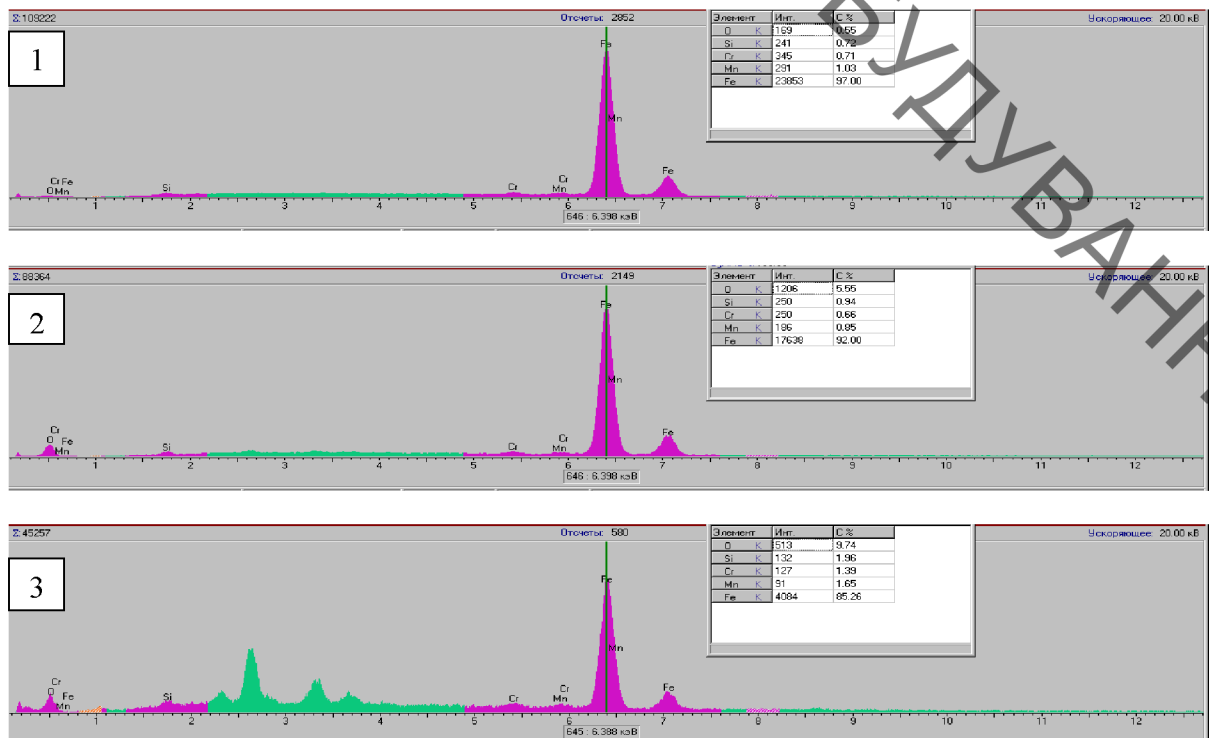 Σ:109222 Отсчеты: 2852 Ускоряющее: 20.00 кВ
1
Элемент Инт. C %
O K 169 0.55
Si K 241 0.72
Cr K 345 0.71
Mn K 291 1.03
Fe K 23853 97.00
Fe
Mn
Fe
Cr Fe
O Mn
Si
Cr
Cr
Mn
1 2 3 4 5 6 7 8 9 10 11 12
646 : 6.398 кэВ
Σ:88364 Отсчеты: 2149 Ускоряющее: 20.00 кВ
2
Элемент Инт. C %
O K 1206 5.55
Si K 250 0.94
Cr K 250 0.66
Mn K 186 0.85
Fe K 17638 92.00
Fe
Mn
Cr
O Fe
Mn
Si
Cr
Cr
Mn
Fe
1 2 3 4 5 6 7 8 9 10 11 12
646 : 6.398 кэВ
Σ:45257 Отсчеты: 580 Ускоряющее: 20.00 кВ
3
Элемент Инт. C %
O K 513 9.74
Si K 132 1.96
Cr K 127 1.39
Mn K 91 1.65
Fe K 4084 85.26
Fe
Mn
Cr
O Fe
Mn
Si
Cr
Cr
Mn
Fe
1 2 3 4 5 6 7 8 9 10 11 12
645 : 6.388 кэВ